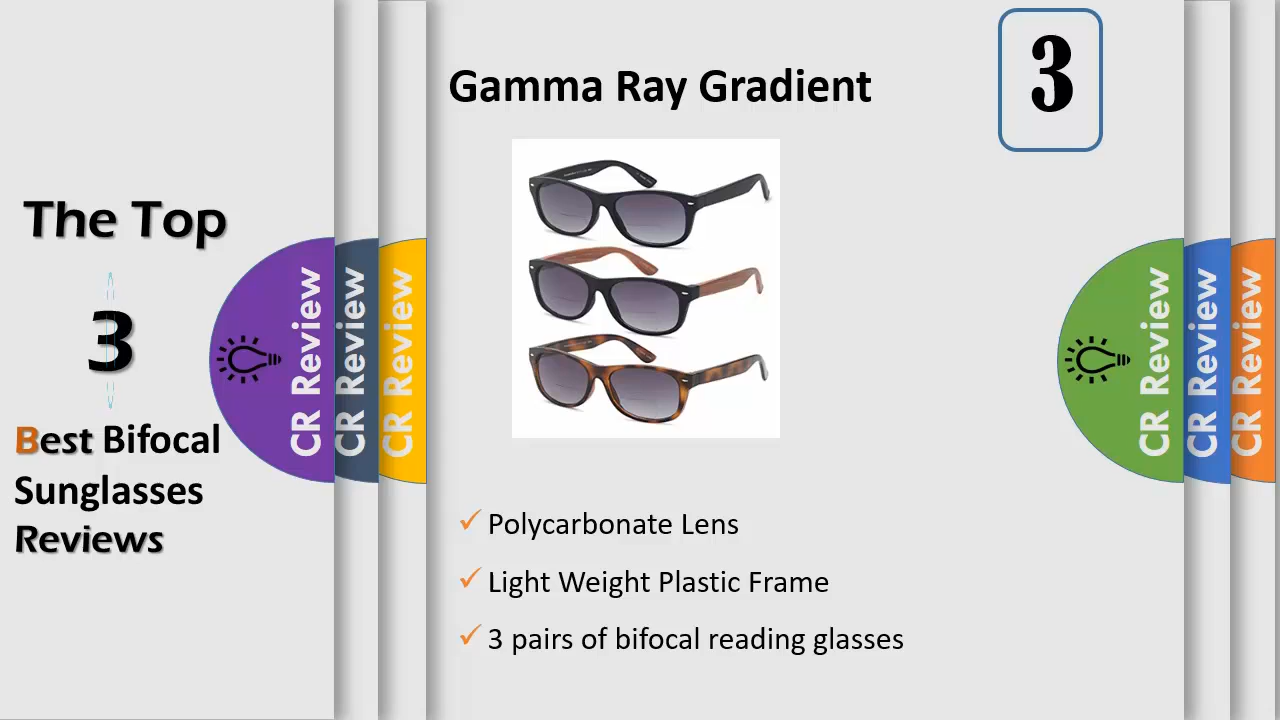 The Top
3
Best Bifocal
Sunglasses
Reviews
CR Review
CR Review
CR Review
Gamma Ray Gradient
3
Polycarbonate Lens
Light Weight Plastic Frame
3 pairs of bifocal reading glasses
CR Review
CR Review
CR Review